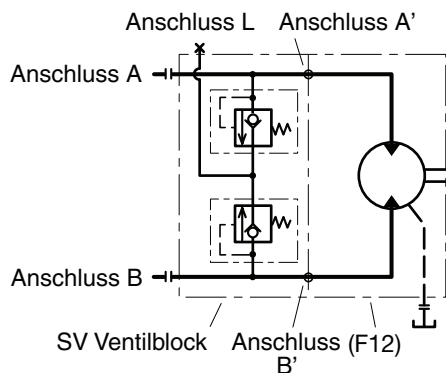 Anschluss L
Anschluss A’
Anschluss A
Anschluss B
SV Ventilblock
Anschluss (F12)
B’